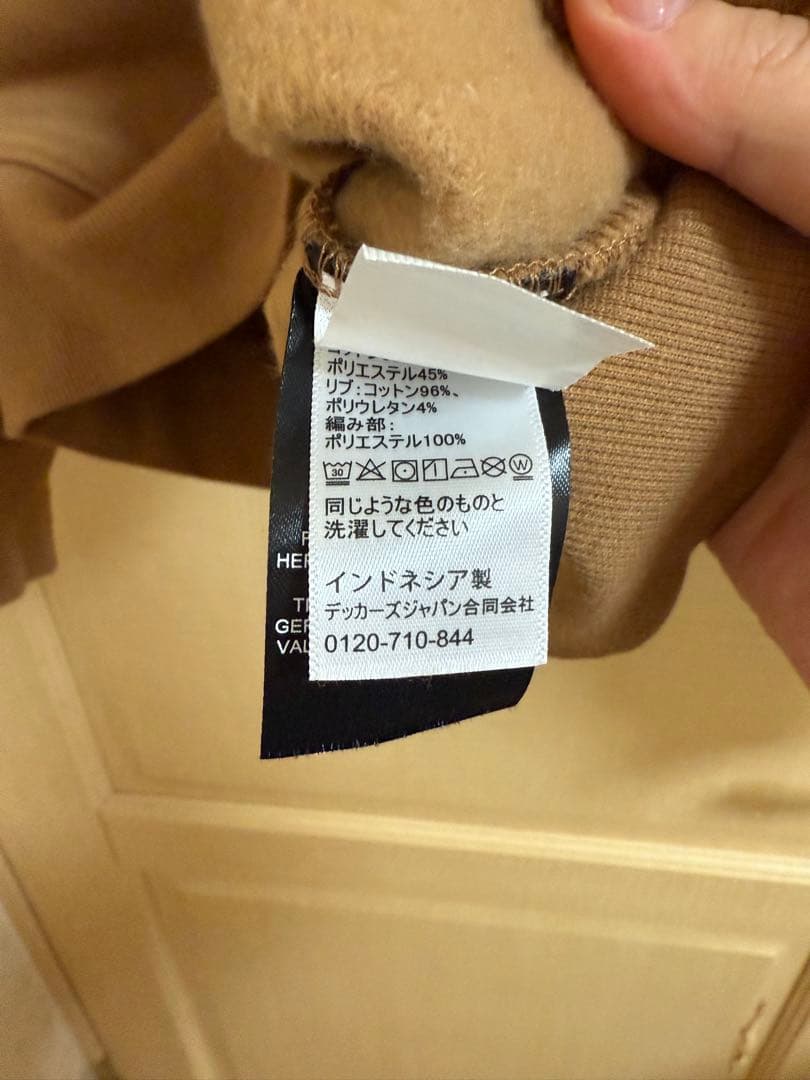 ポリエステル45%
リブ:コットン96%、
ポリウレタン4%
編み部:
ポリエステル100%
30 W
同じような色のものと
洗濯してください
インドネシア製
デッカーズジャパン合同会社
0120-710-844
HER
GER
VAL